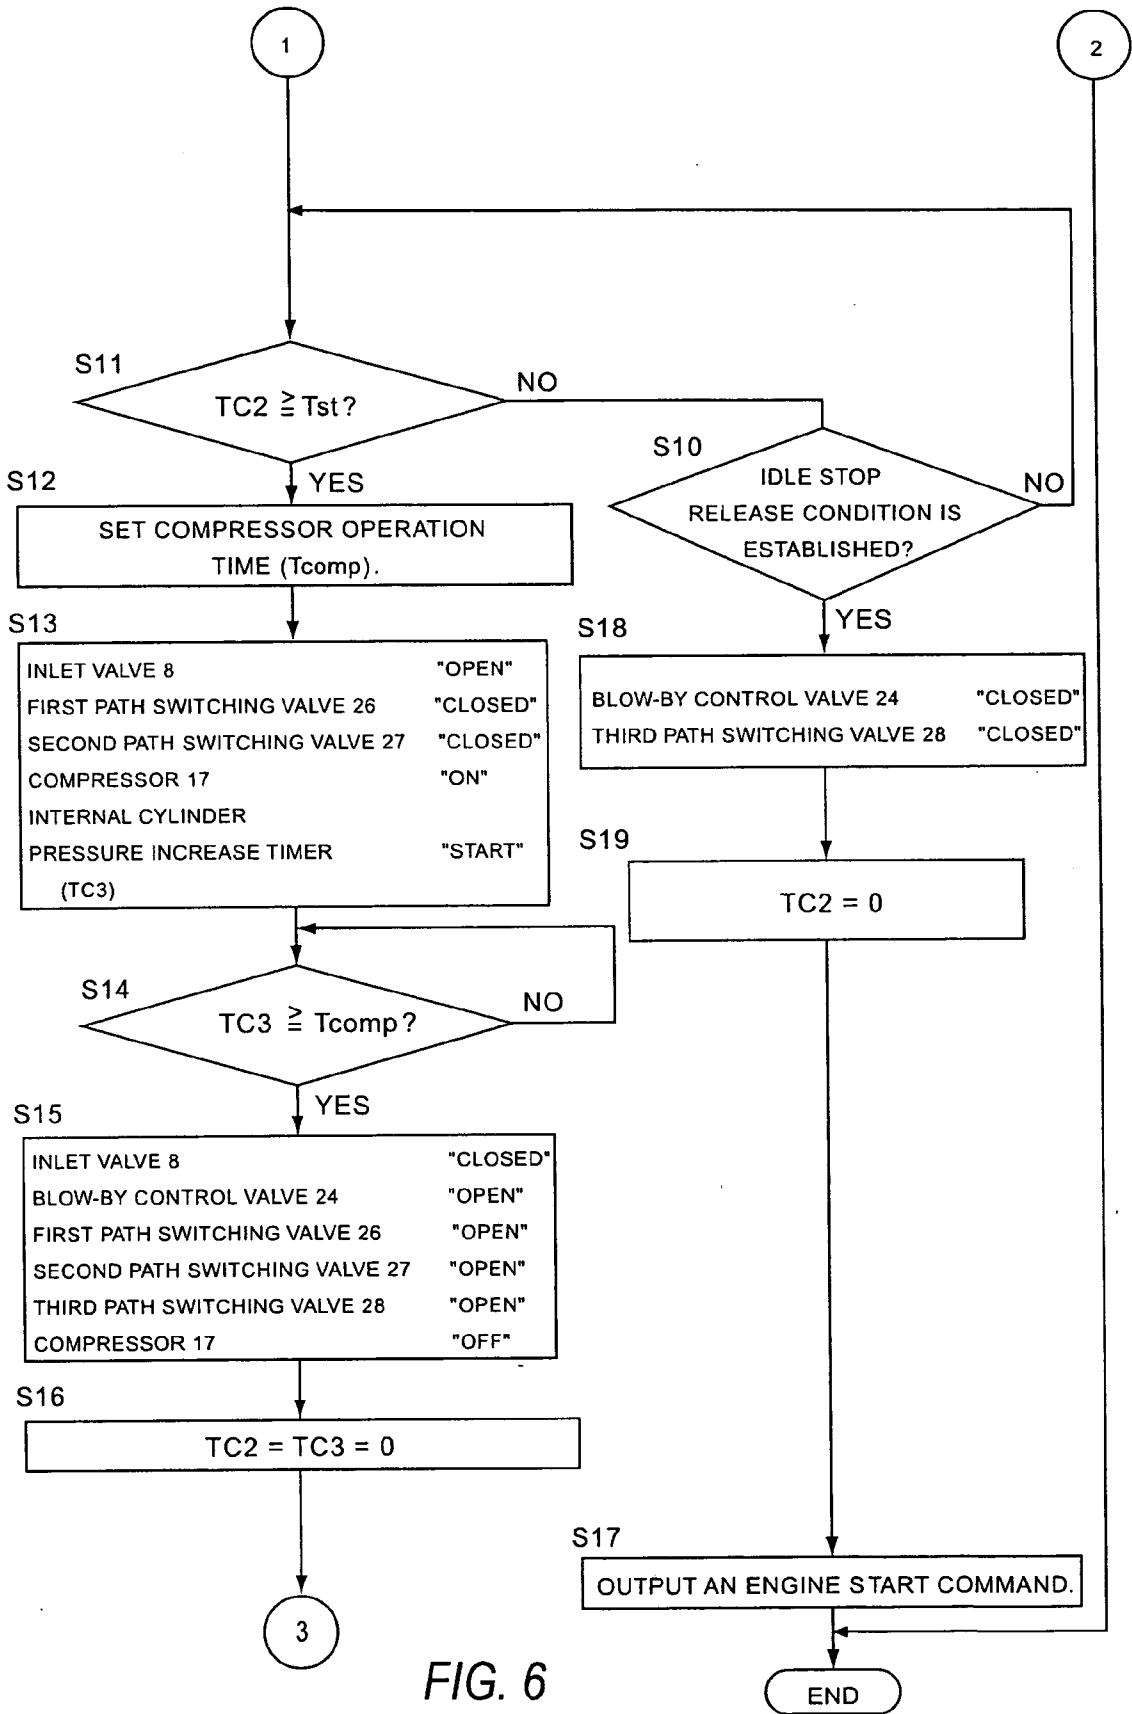 1
2
S11
TC2 ≧ Tst?
NO
YES
S10
IDLE STOP
RELEASE CONDITION IS
ESTABLISHED?
NO
YES
S12
SET COMPRESSOR OPERATION
TIME (Tcomp).
S13
INLET VALVE 8 "OPEN"
FIRST PATH SWITCHING VALVE 26 "CLOSED"
SECOND PATH SWITCHING VALVE 27 "CLOSED"
COMPRESSOR 17 "ON"
INTERNAL CYLINDER
PRESSURE INCREASE TIMER "START"
(TC3)
S18
BLOW-BY CONTROL VALVE 24 "CLOSED"
THIRD PATH SWITCHING VALVE 28 "CLOSED"
S19
TC2 = 0
S14
TC3 ≧ Tcomp?
NO
YES
S15
INLET VALVE 8 "CLOSED"
BLOW-BY CONTROL VALVE 24 "OPEN"
FIRST PATH SWITCHING VALVE 26 "OPEN"
SECOND PATH SWITCHING VALVE 27 "OPEN"
THIRD PATH SWITCHING VALVE 28 "OPEN"
COMPRESSOR 17 "OFF"
S16
TC2 = TC3 = 0
S17
OUTPUT AN ENGINE START COMMAND.
3
END
FIG. 6